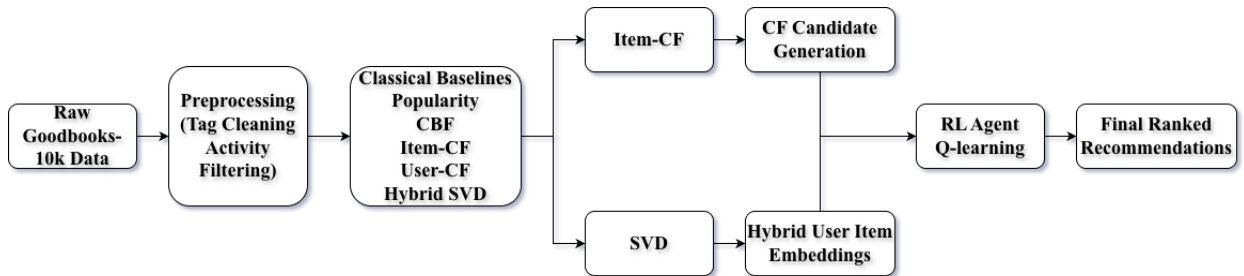 Raw
Goodbooks-
10k Data
Preprocessing
(Tag Cleaning
Activity
Filtering)
Classical Baselines
Popularity
CBF
Item-CF
User-CF
Hybrid SVD
Item-CF
CF Candidate
Generation
SVD
Hybrid User Item
Embeddings
RL Agent
Q-learning
Final Ranked
Recommendations